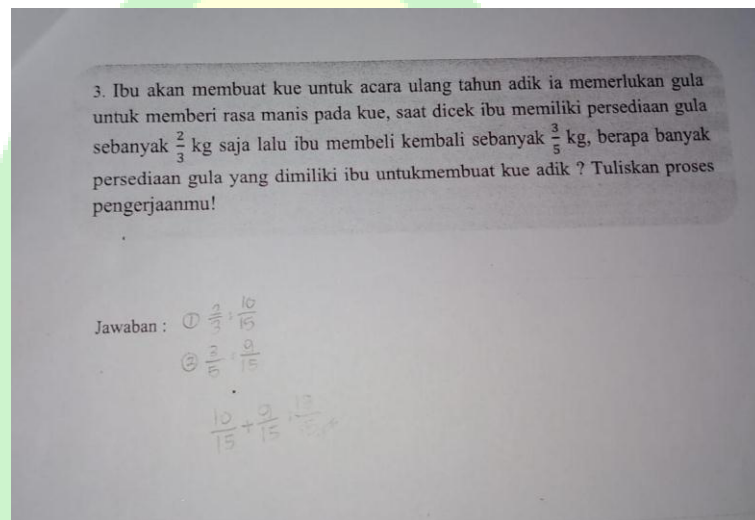 3. Ibu akan membuat kue untuk acara ulang tahun adik ia memerlukan gula
untuk memberi rasa manis pada kue, saat dicek ibu memiliki persediaan gula
sebanyak 2/3 kg saja lalu ibu membeli kembali sebanyak 3/5 kg, berapa banyak
persediaan gula yang dimiliki ibu untukmembuat kue adik ? Tuliskan proses
pengerjaanmu!
Jawaban : ① 2/3 : 10/15
② 3/5 : 9/15
10/15 + 9/15